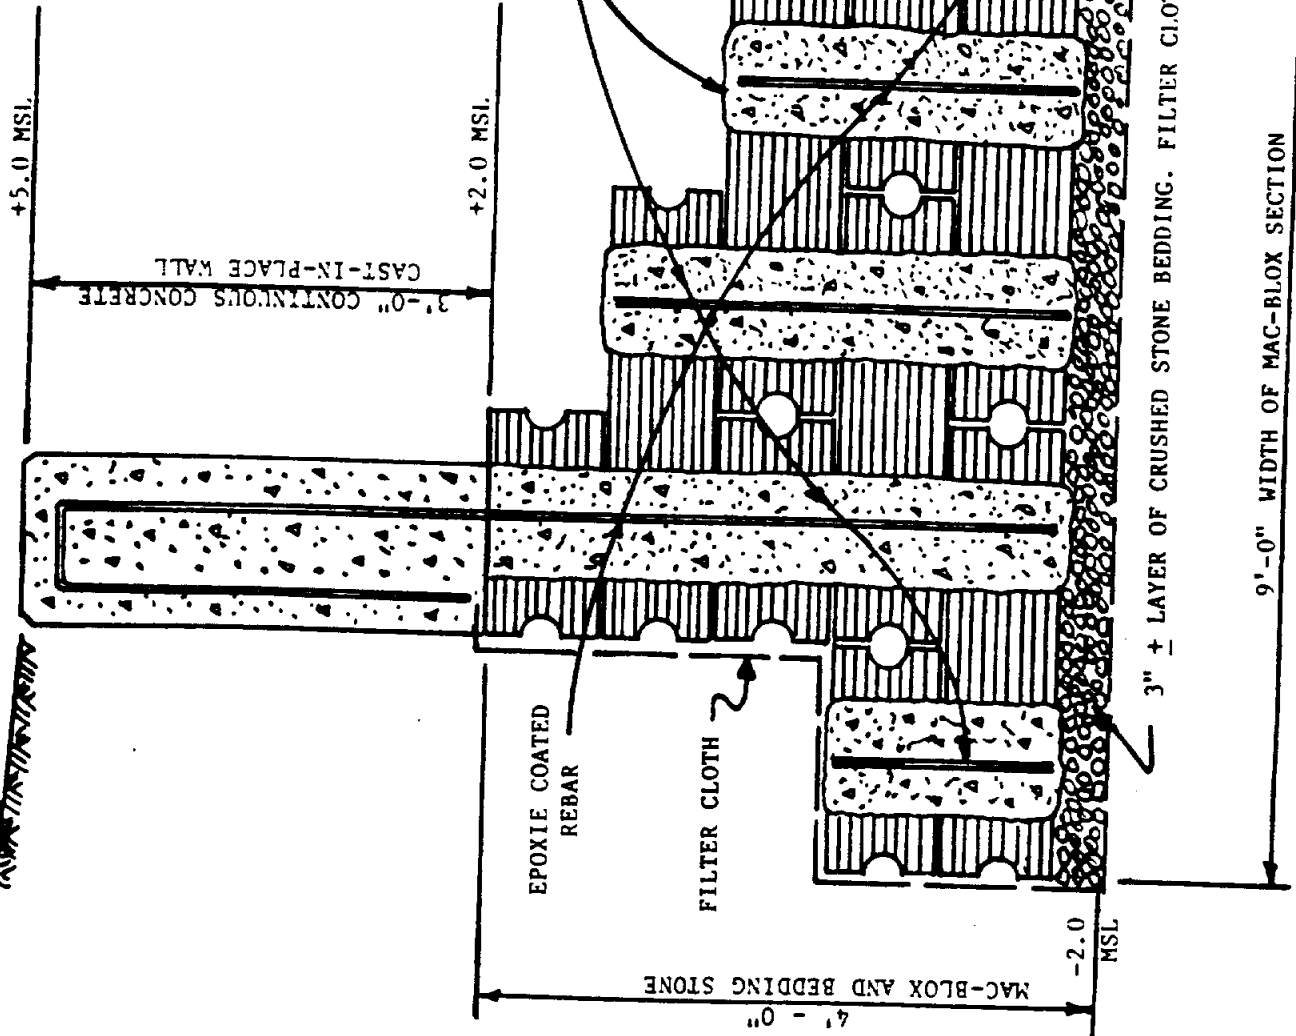 +5.0 MSL
+2.0 MSL
3'-0" CONTINUOUS CONCRETE
CAST-IN-PLACE WALL
EPOXIE COATED
REBAR
FILTER CLOTH
4' - 0"
MAC-BLOX AND BEDDING STONE
-2.0
MSL
3" ± LAYER OF CRUSHED STONE BEDDING. FILTER CLO
9'-0" WIDTH OF MAC-BLOX SECTION